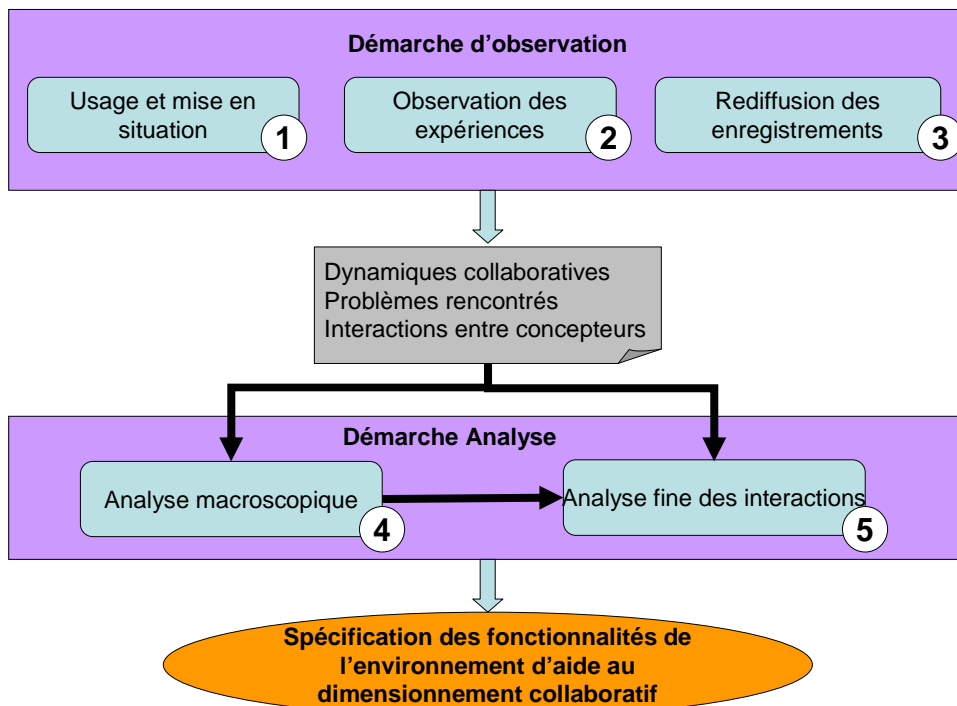 Démarche d’observation
Usage et mise en
situation
1
Observation des
expériences
2
Rediffusion des
enregistrements
3
Dynamiques collaboratives
Problèmes rencontrés
Interactions entre concepteurs
Démarche Analyse
Analyse macroscopique
4
Analyse fine des interactions
5
Spécification des fonctionnalités de
l’environnement d’aide au
dimensionnement collaboratif